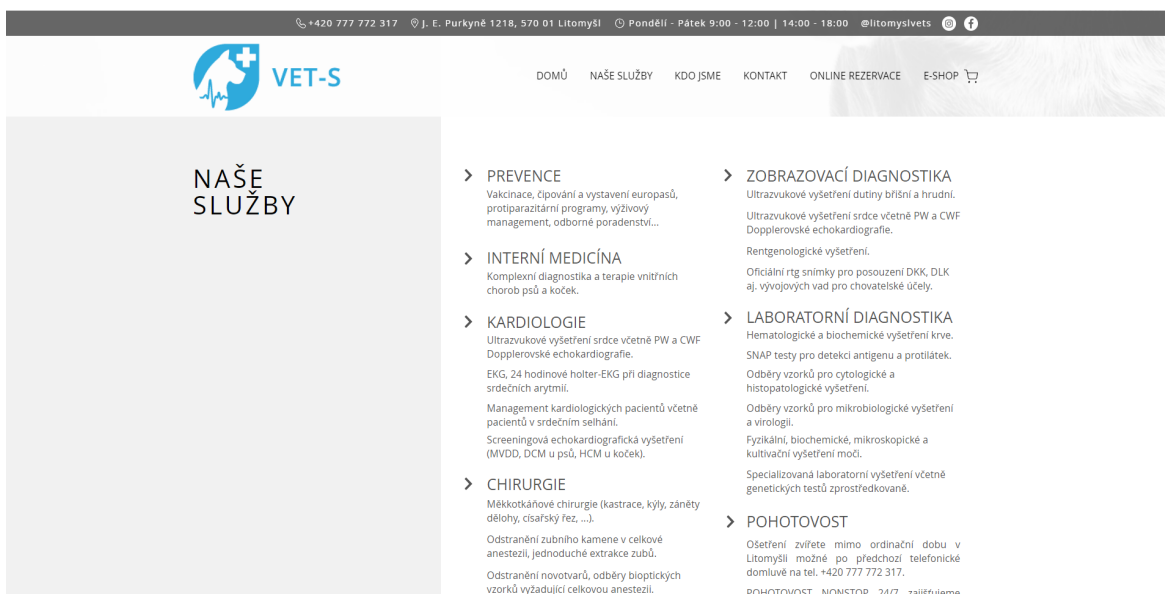 +420 777 772 317 J. E. Purkyně 1218, 570 01 Litomyšl Pondělí - Pátek 9:00 - 12:00 | 14:00 - 18:00 @litomyslvets
VET-S
DOMŮ NAŠE SLUŽBY KDO JSME KONTAKT ONLINE REZERVACE E-SHOP
NAŠE
SLUŽBY
PREVENCE
Vakcinace, čipování a vystavení europasů,
protiparazitární programy, výživový
management, odborné poradenství...
INTERNÍ MEDICÍNA
Komplexní diagnostika a terapie vnitřních
chorob psů a koček.
KARDIOLOGIE
Ultrazvukové vyšetření srdce včetně PW a CWF
Dopplerovské echokardiografie.
EKG, 24 hodinové holter-EKG při diagnostice
srdečních arytmií.
Management kardiologických pacientů včetně
pacientů v srdečním selhání.
Screeningová echokardiografická vyšetření
(MVDD, DCM u psů, HCM u koček).
CHIRURGIE
Měkkotkáňové chirurgie (kastrace, kýly, záněty
dělohy, císařský řez, ...).
Odstranění zubního kamene v celkové
anestezii, jednoduché extrakce zubů.
Odstranění novotvarů, odběry bioptických
vzorků vyžadující celkovou anestezii.
ZOBRAZOVACÍ DIAGNOSTIKA
Ultrazvukové vyšetření dutiny břišní a hrudní.
Ultrazvukové vyšetření srdce včetně PW a CWF
Dopplerovské echokardiografie.
Rentgenologické vyšetření.
Oficiální rtg snímky pro posouzení DKK, DLK
aj. vývojových vad pro chovatelské účely.
LABORATORNÍ DIAGNOSTIKA
Hematologické a biochemické vyšetření krve.
SNAP testy pro detekci antigenu a protilátek.
Odběry vzorků pro cytologické a
histopatologické vyšetření.
Odběry vzorků pro mikrobiologické vyšetření
a virologii.
Fyzikální, biochemické, mikroskopické a
kultivační vyšetření moči.
Specializovaná laboratorní vyšetření včetně
genetických testů zprostředkovaně.
POHOTOVOST
Ošetření zvířete mimo ordinační dobu v
Litomyšli možné po předchozí telefonické
domluvě na tel. +420 777 772 317.
POHOTOVOST NONSTOP 24/7 zajišťujeme